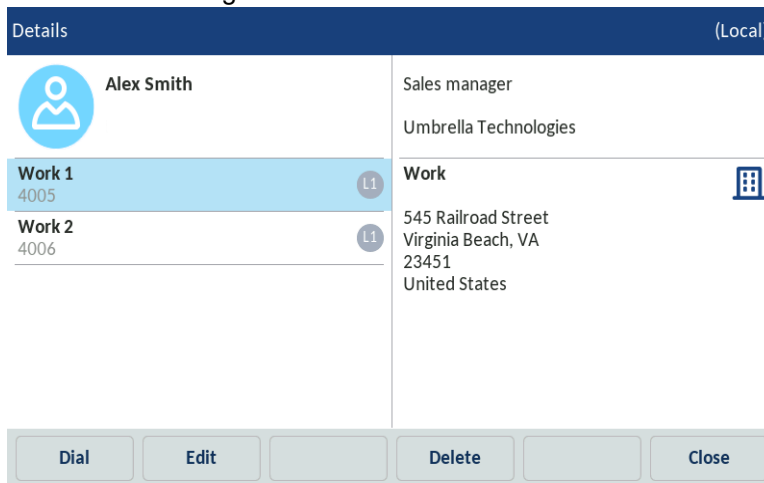 Details
(Local)
Alex Smith
Work 1
4005
L1
Work 2
4006
L1
Sales manager
Umbrella Technologies
Work
545 Railroad Street
Virginia Beach, VA
23451
United States
Dial
Edit
Delete
Close